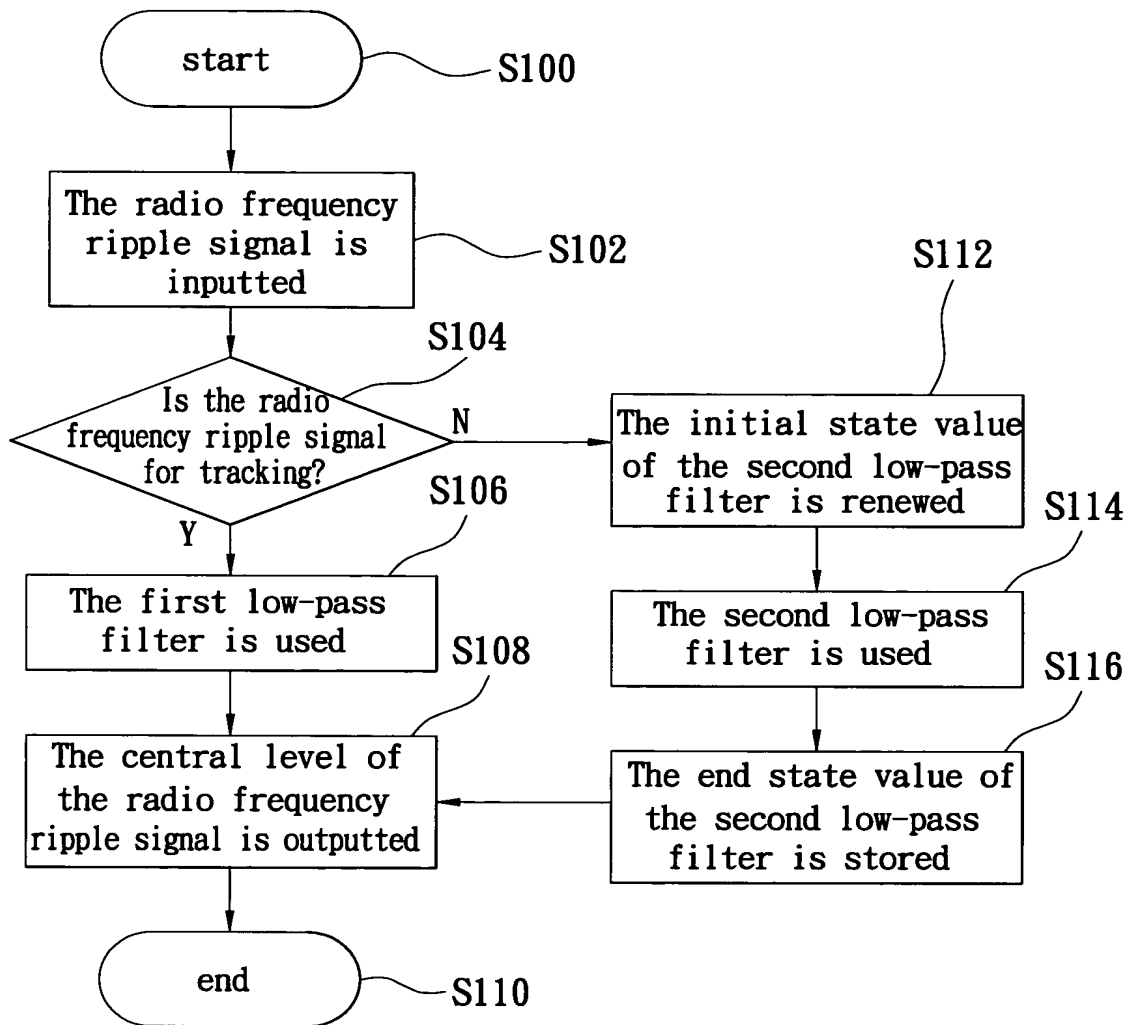 start
S100
The radio frequency
ripple signal is
inputted
S102
S104
Is the radio
frequency ripple signal
for tracking?
N
Y
S112
The initial state value
of the second low-pass
filter is renewed
S106
The first low-pass
filter is used
S114
The second low-pass
filter is used
S108
The central level of
the radio frequency
ripple signal is outputted
S116
The end state value of
the second low-pass
filter is stored
end
S110